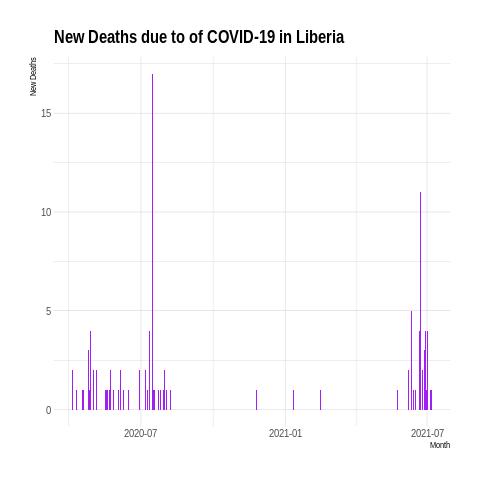 New Deaths due to of COVID-19 in Liberia
New Deaths
15
10
5
0
2020-07
2021-01
2021-07
Month